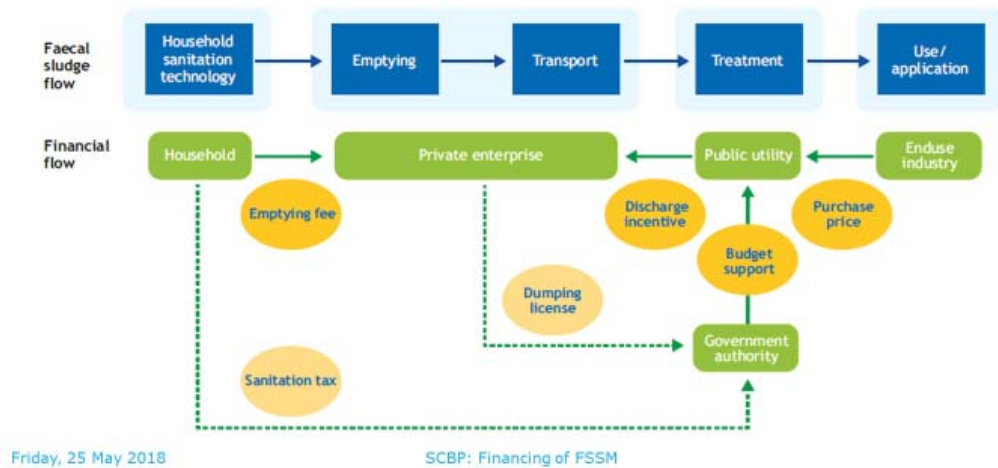 Faecal
sludge
flow
Household
sanitation
technology
Emptying
Transport
Treatment
Use/
application
Financial
flow
Household
Private enterprise
Public utility
Enduse
industry
Emptying fee
Discharge
incentive
Purchase
price
Budget
support
Dumping
license
Government
authority
Sanitation tax
Friday, 25 May 2018
SCBP: Financing of FSSM